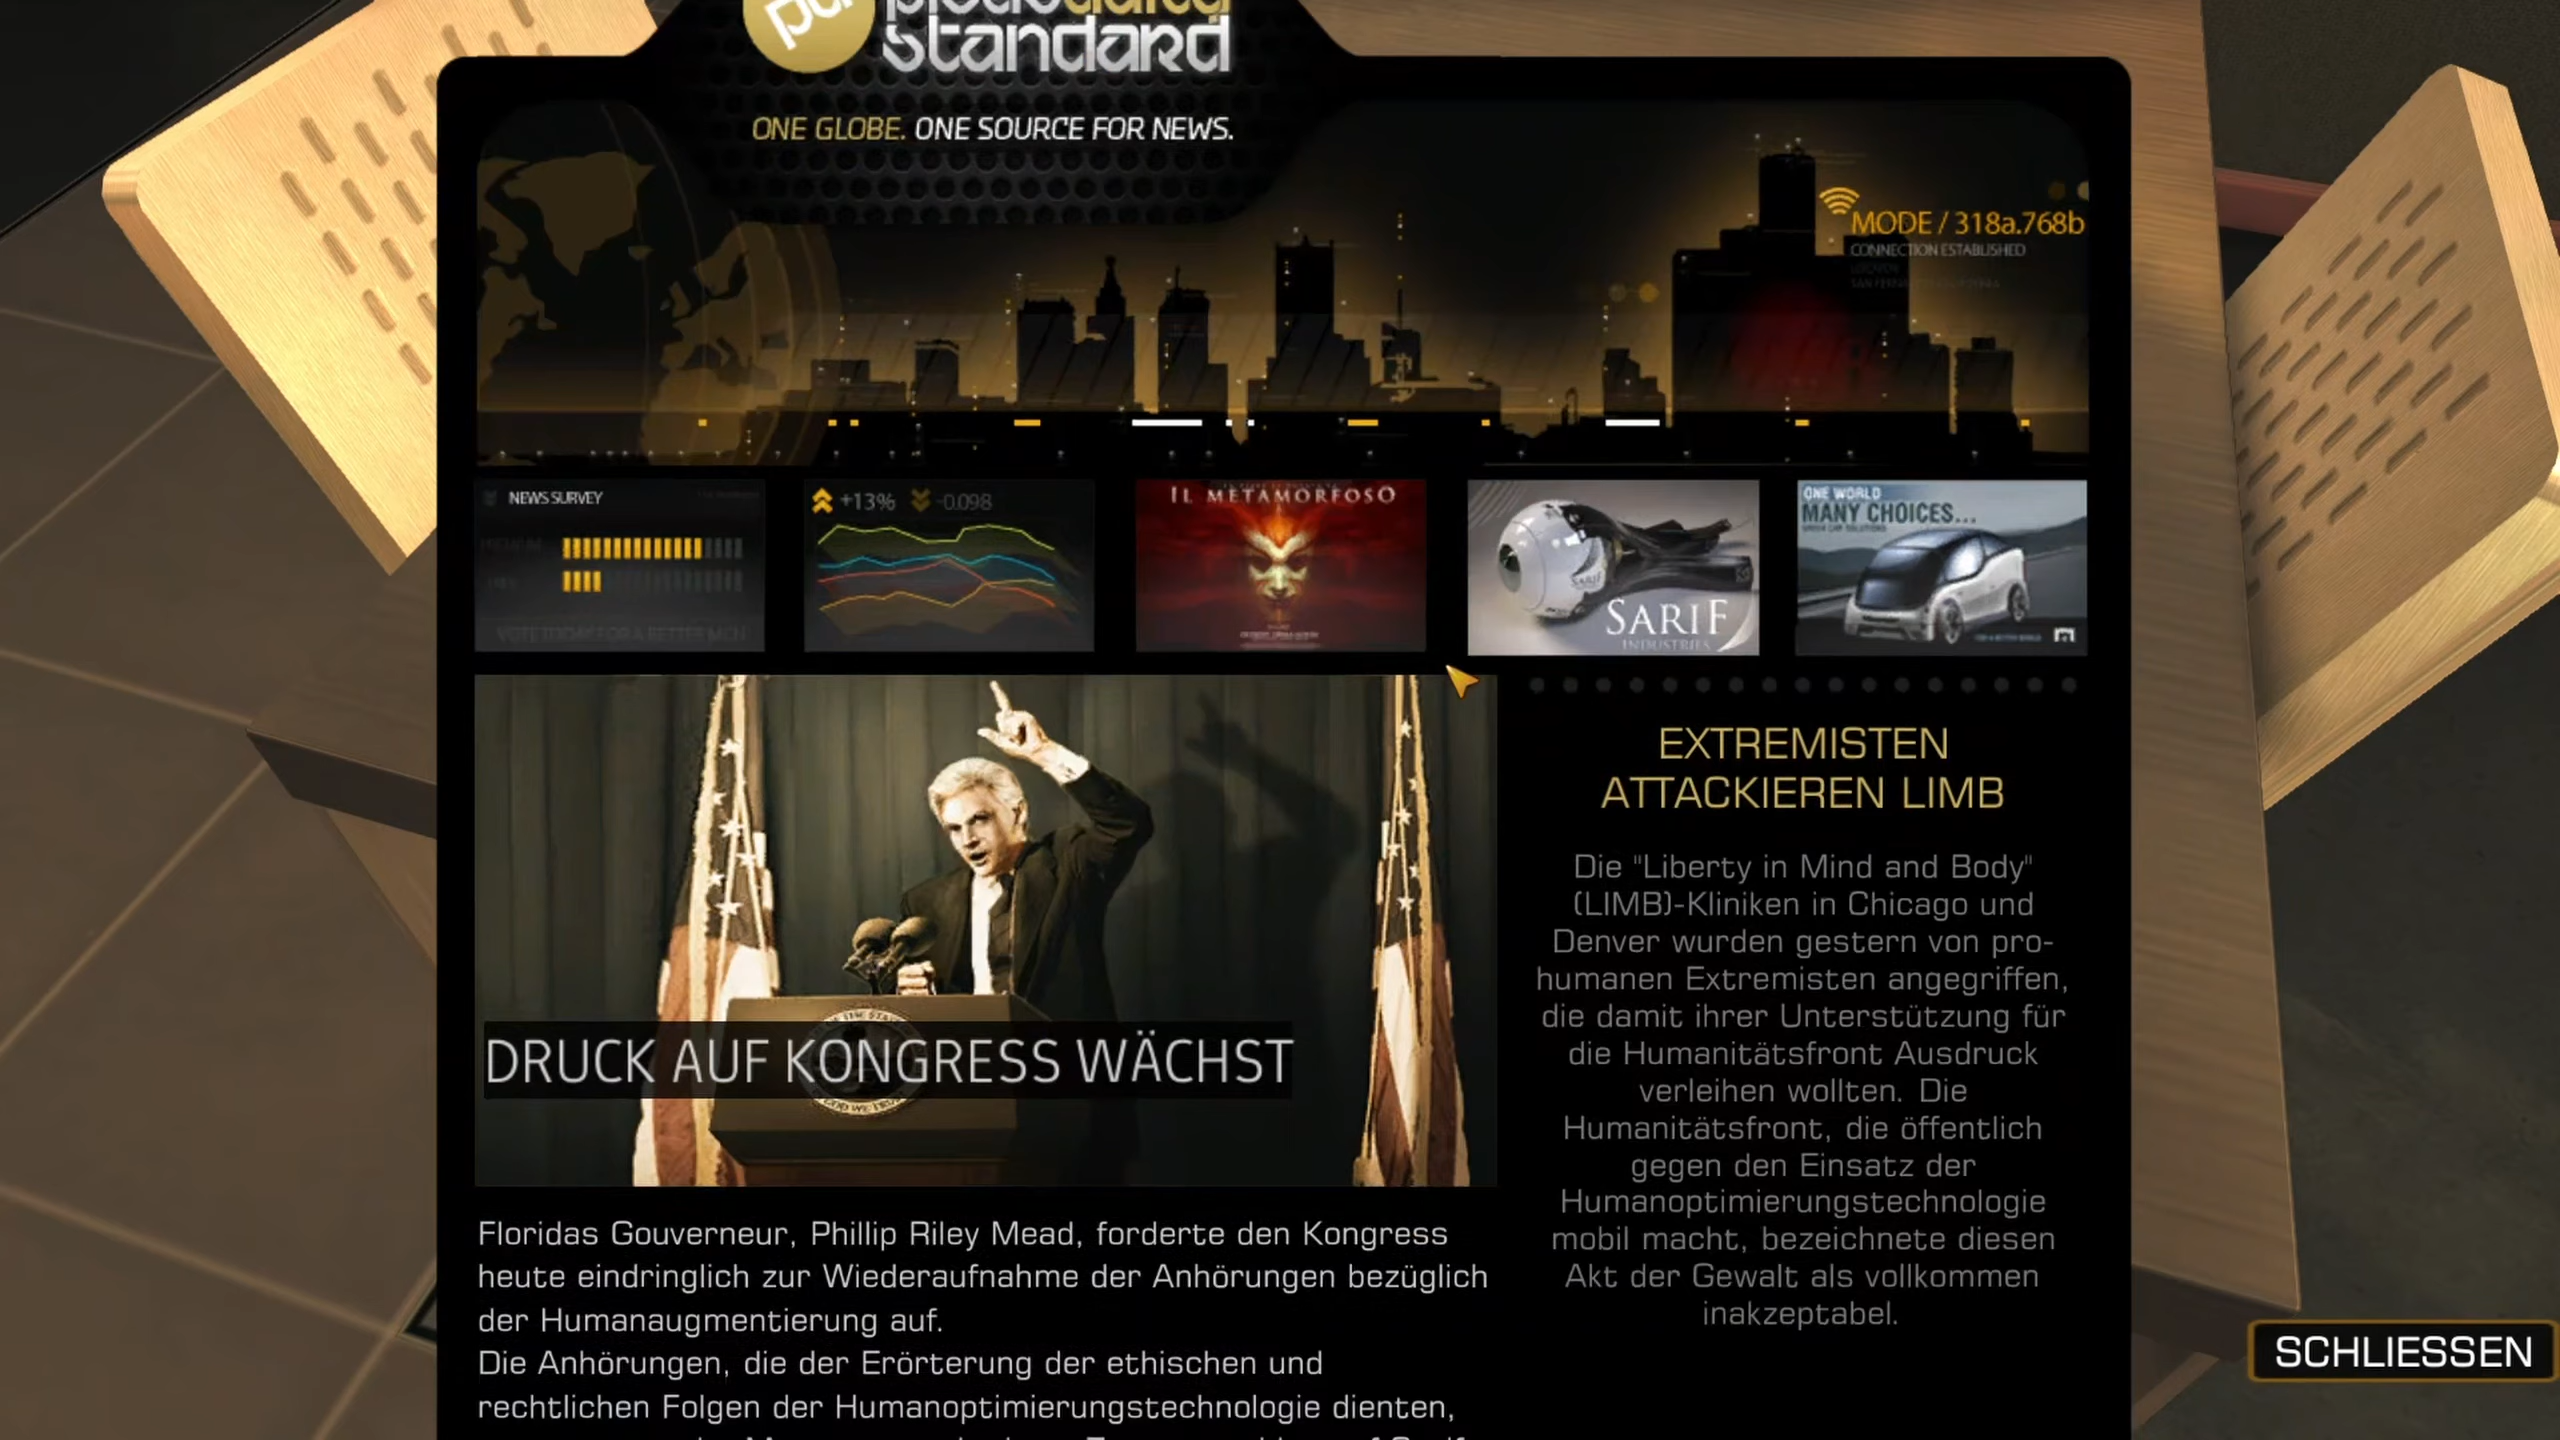 standard
ONE GLOBE. ONE SOURCE FOR NEWS.
MODE / 318a.768b
CONNECTION ESTABLISHED
NEWS SURVEY
+13% -0.098
IL METAMORFOSO
SARIF
INDUSTRIES
ONE WORLD
MANY CHOICES...
DRUCK AUF KONGRESS WÄCHST
Floridas Gouverneur, Phillip Riley Mead, forderte den Kongress
heute eindringlich zur Wiederaufnahme der Anhörungen bezüglich
der Humanaugmentierung auf.
Die Anhörungen, die der Erörterung der ethischen und
rechtlichen Folgen der Humanoptimierungstechnologie dienten,
EXTREMISTEN
ATTACKIEREN LIMB
Die "Liberty in Mind and Body"
(LIMB)-Kliniken in Chicago und
Denver wurden gestern von pro-
humanen Extremisten angegriffen,
die damit ihrer Unterstützung für
die Humanitätsfront Ausdruck
verleihen wollten. Die
Humanitätsfront, die öffentlich
gegen den Einsatz der
Humanoptimierungstechnologie
mobil macht, bezeichnete diesen
Akt der Gewalt als vollkommen
inakzeptabel.
SCHLIESSEN